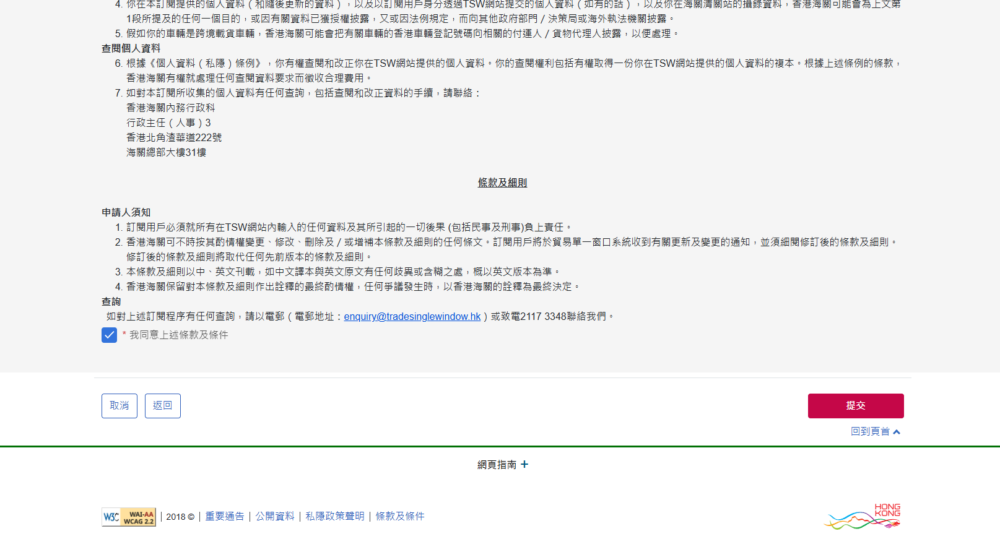 4. 你在本訂閱提供的個人資料（和隨後更新的資料），以及以訂閱用戶身分透過TSW網站提交的個人資料（如有的話），以及你在海關清關站的攝錄資料，香港海關可能會為上文第
1段所提及的任何一個目的，或因有關資料已獲授權披露，又或因法例規定，而向其他政府部門 / 決策局或海外執法機關披露。
5. 假如你的車輛是跨境載貨車輛，香港海關可能會把有關車輛的香港車輛登記號碼向相關的付運人 / 貨物代理人披露，以便處理。
查閱個人資料
6. 根據《個人資料（私隱）條例》，你有權查閱和改正你在TSW網站提供的個人資料。你的查閱權利包括有權取得一份你在TSW網站提供的個人資料的複本。根據上述條例的條款，
香港海關有權就處理任何查閱資料要求而徵收合理費用。
7. 如對本訂閱所收集的個人資料有任何查詢，包括查閱和改正資料的手續，請聯絡：
香港海關內務行政科
行政主任（人事）3
香港北角渣華道222號
海關總部大樓31樓
條款及細則
申請人須知
1. 訂閱用戶必須就所有在TSW網站內輸入的任何資料及其所引起的一切後果 (包括民事及刑事)負上責任。
2. 香港海關可不時按其酌情權變更、修改、刪除及 / 或增補本條款及細則的任何條文。訂閱用戶將於貿易單一窗口系統收到有關更新及變更的通知，並須細閱修訂後的條款及細則。
修訂後的條款及細則將取代任何先前版本的條款及細則。
3. 本條款及細則以中、英文刊載，如中文譯本與英文原文有任何歧異或含糊之處，概以英文版本為準。
4. 香港海關保留對本條款及細則作出詮釋的最終酌情權，任何爭議發生時，以香港海關的詮釋為最終決定。
查詢
如對上述訂閱程序有任何查詢，請以電郵（電郵地址：enquiry@tradesinglewindow.hk）或致電2117 3348聯絡我們。
* 我同意上述條款及條件
取消 返回 提交
回到頁首
網頁指南 +
W3C WAI-AA WCAG 2.2 | 2018 © | 重要通告 | 公開資料 | 私隱政策聲明 | 條款及條件
HONG
KONG